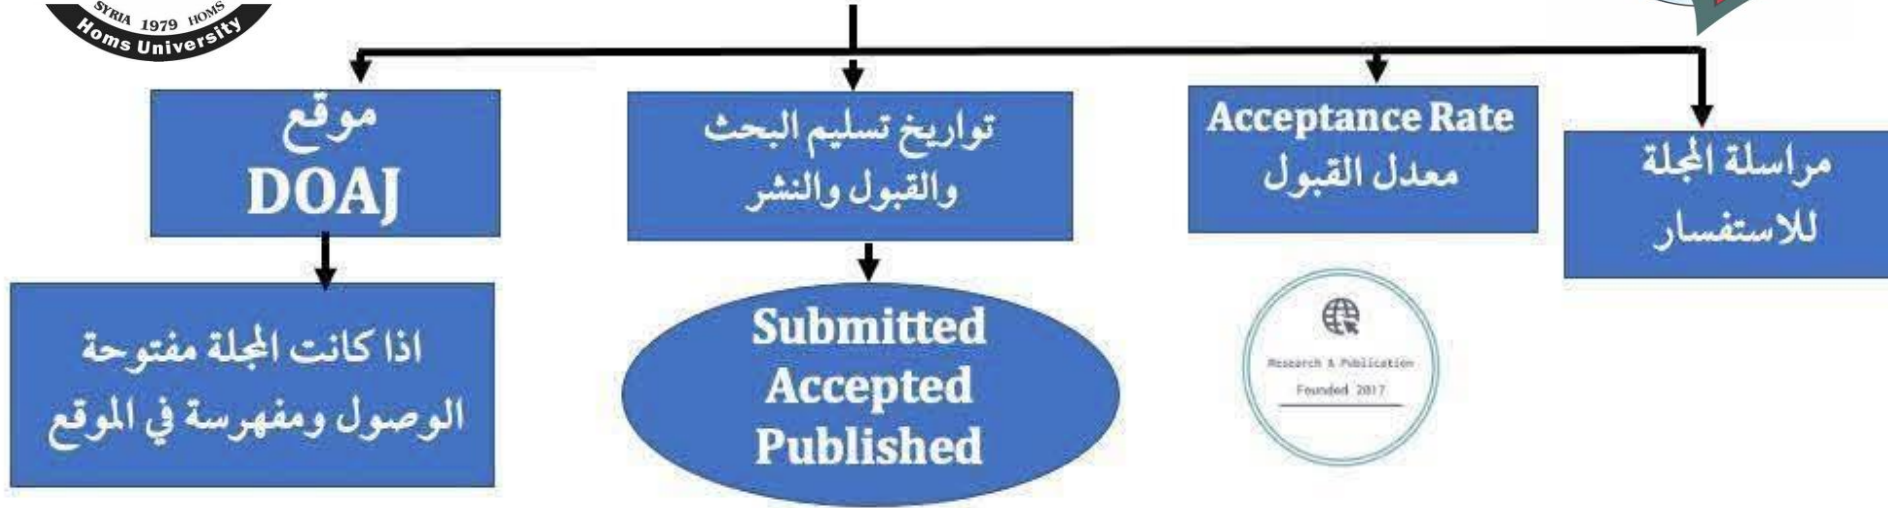 SYRIA 1979 HOMS
Homs University
موقع
DOAJ
تواريخ تسليم البحث
والقبول والنشر
Acceptance Rate
معدل القبول
مراسلة المجلة
للاستفسار
اذا كانت المجلة مفتوحة
الوصول ومفهرسة في الموقع
Submitted
Accepted
Published
Research & Publication
Founded 2017